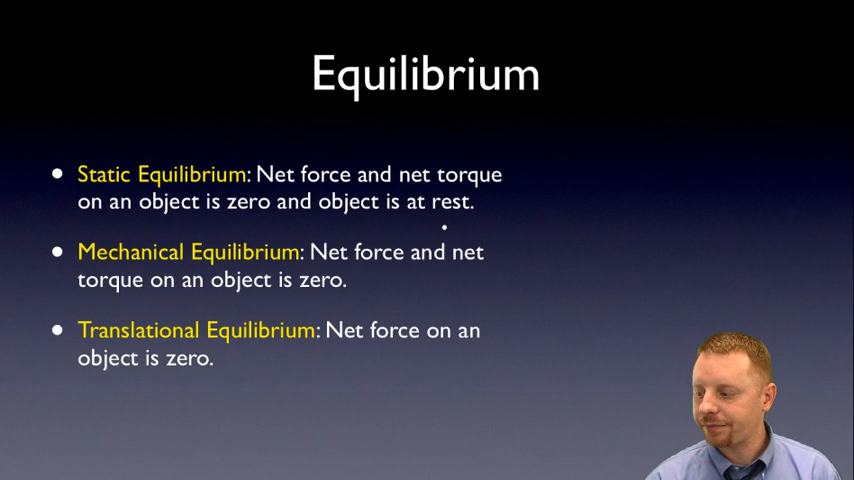 Equilibrium
• Static Equilibrium: Net force and net torque
on an object is zero and object is at rest.
• Mechanical Equilibrium: Net force and net
torque on an object is zero.
• Translational Equilibrium: Net force on an
object is zero.